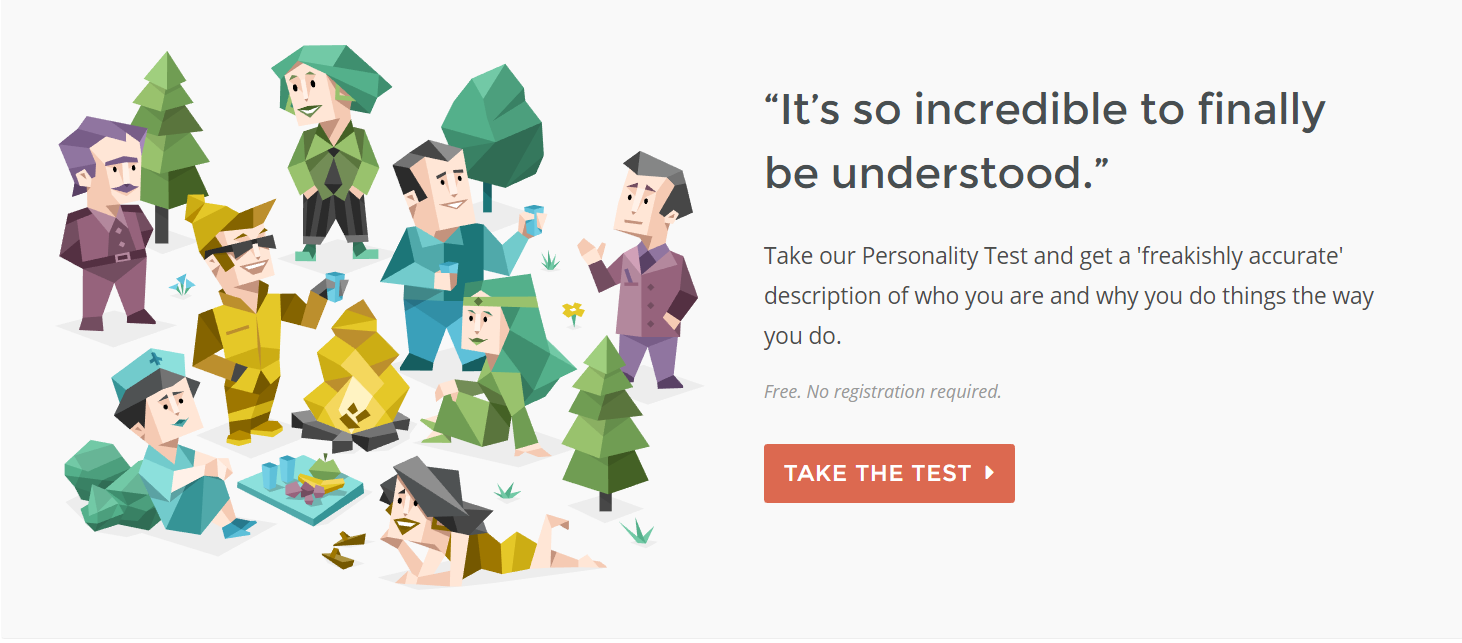 “It’s so incredible to finally
be understood.”
Take our Personality Test and get a 'freakishly accurate'
description of who you are and why you do things the way
you do.
Free. No registration required.
TAKE THE TEST